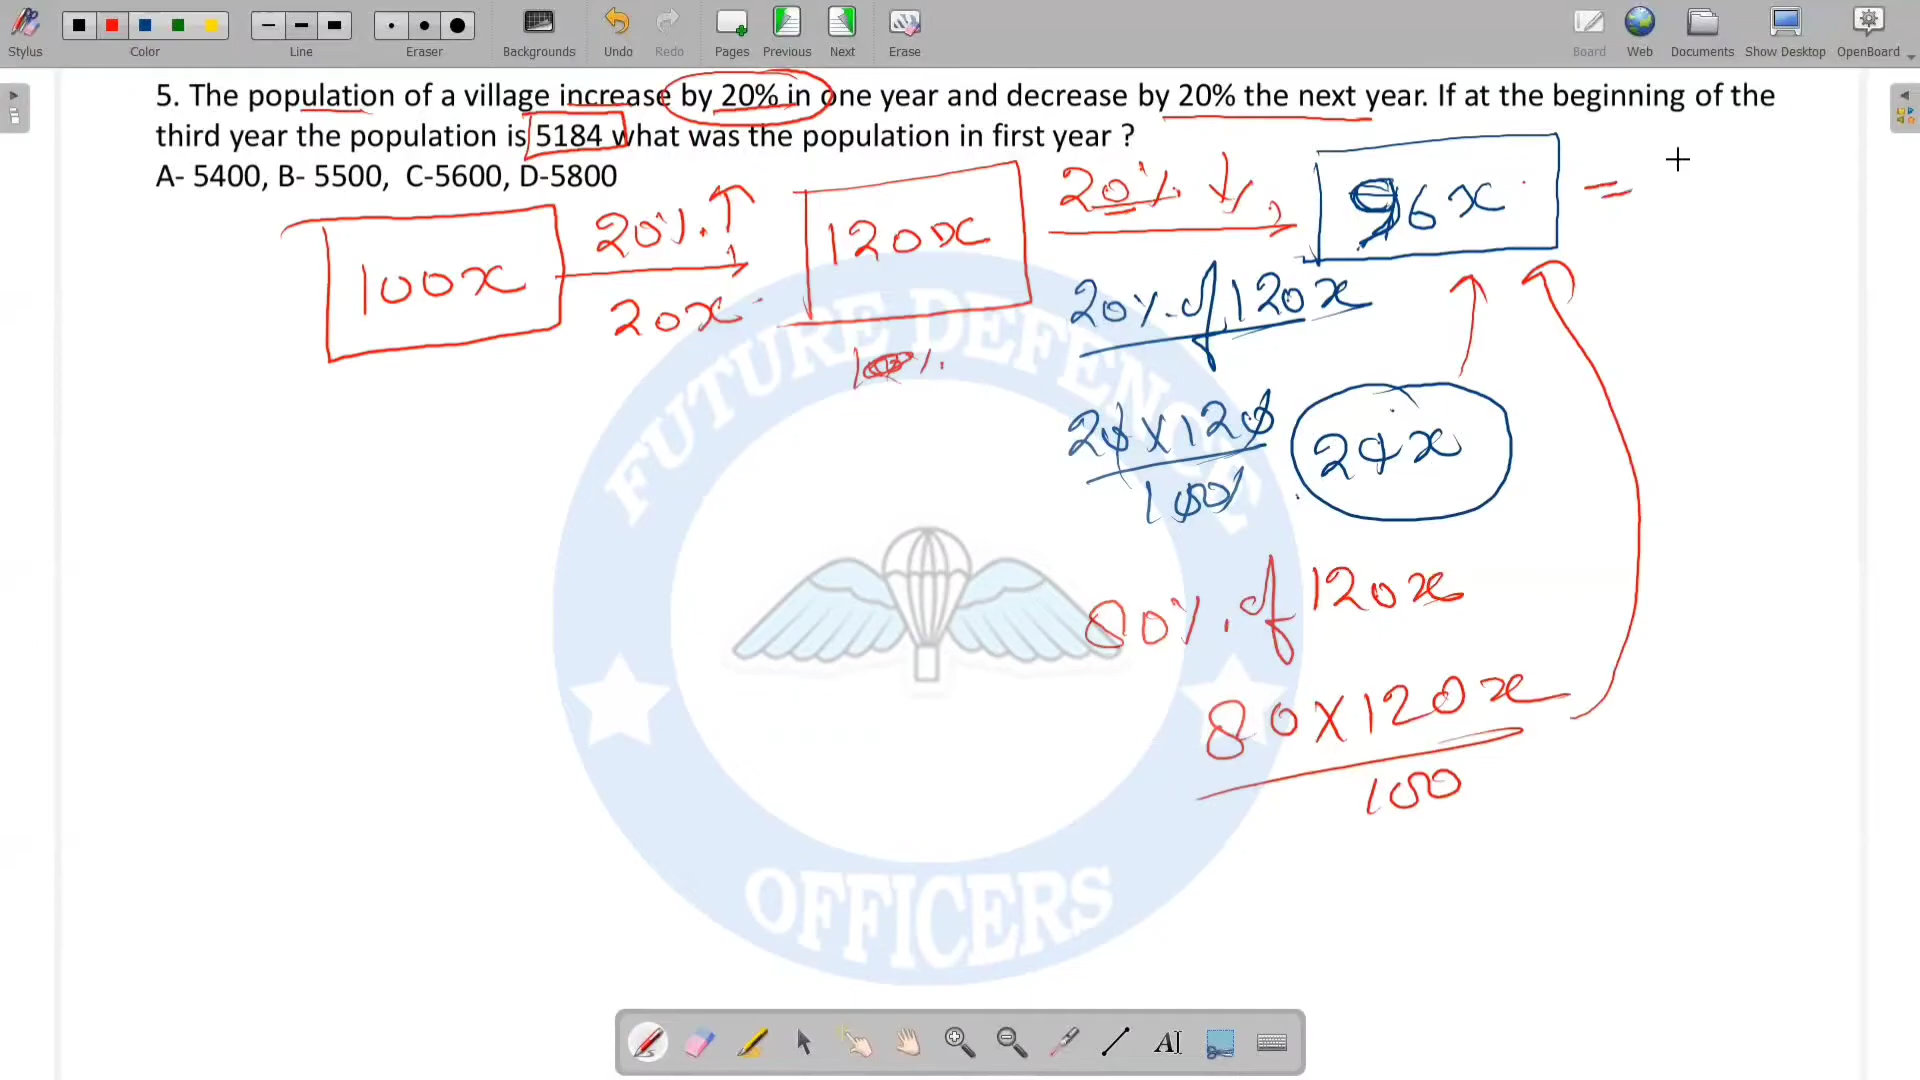 Stylus Color Line Eraser Backgrounds Undo Redo Pages Previous Next Erase Board Web Documents Show Desktop OpenBoard
5. The population of a village increase by 20% in one year and decrease by 20% the next year. If at the beginning of the
third year the population is 5184 what was the population in first year ?
A- 5400, B- 5500, C-5600, D-5800
100x 20% ↑ 120x 20% ↓ 96x =
20x
20% of 120x
100%
20 x 120
100
24x
80% of 120x
80 x 120x
100
FUTURE DEFENCE
OFFICERS